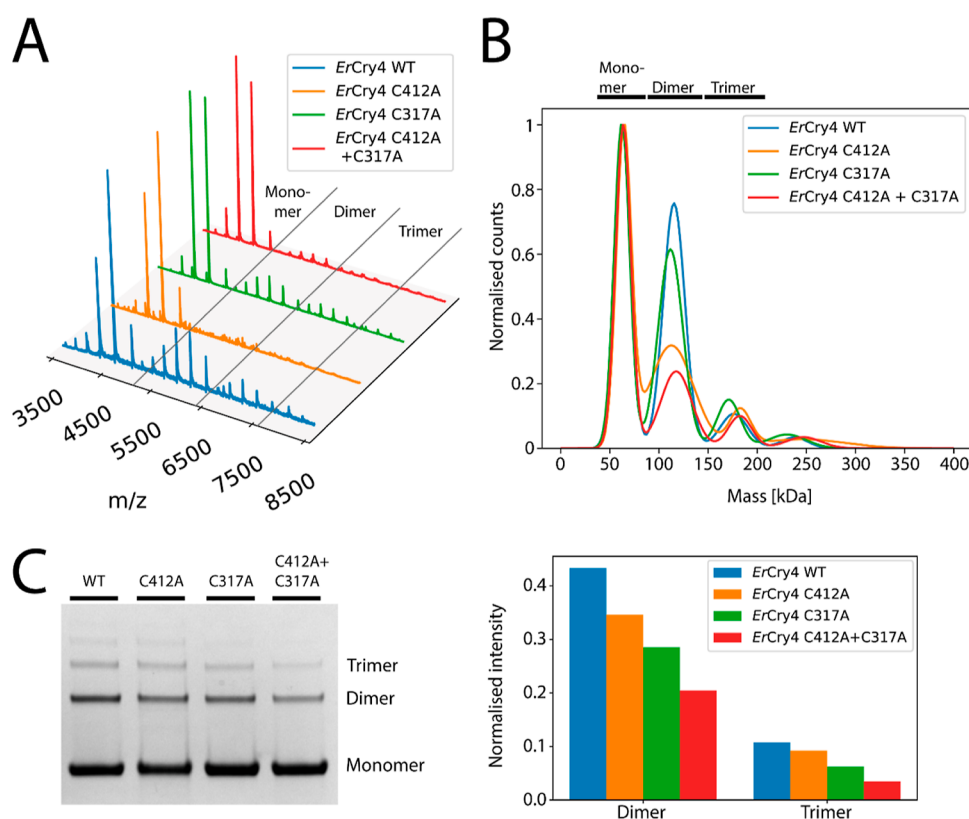 A
ErCry4 WT
ErCry4 C412A
ErCry4 C317A
ErCry4 C412A
+C317A
Mono-
mer
Dimer
Trimer
3500
4500
5500
6500
7500
8500
m/z
B
Mono-
mer
Dimer
Trimer
ErCry4 WT
ErCry4 C412A
ErCry4 C317A
ErCry4 C412A + C317A
Normalised counts
1
0.8
0.6
0.4
0.2
0
0 50 100 150 200 250 300 350 400
Mass [kDa]
C
WT
C412A
C317A
C412A+
C317A
Trimer
Dimer
Monomer
Normalised intensity
0.4
0.3
0.2
0.1
0.0
ErCry4 WT
ErCry4 C412A
ErCry4 C317A
ErCry4 C412A+C317A
Dimer
Trimer